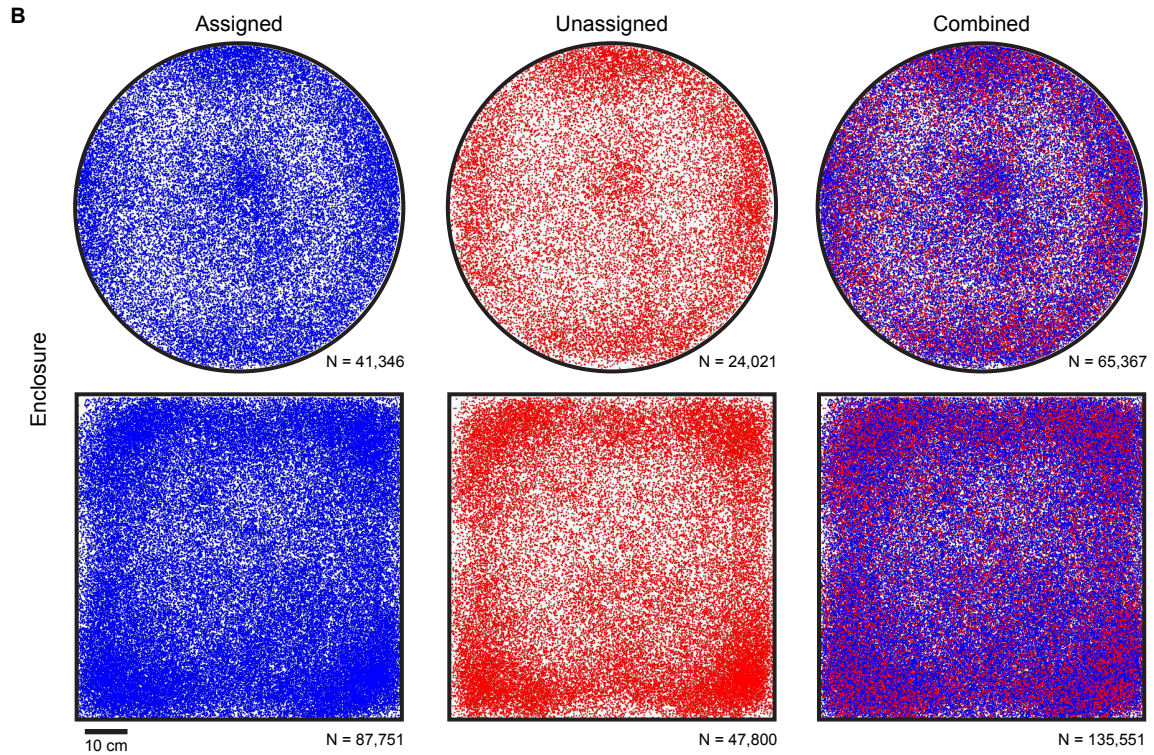 B
Assigned
Unassigned
Combined
Enclosure
N = 41,346
N = 24,021
N = 65,367
10 cm
N = 87,751
N = 47,800
N = 135,551